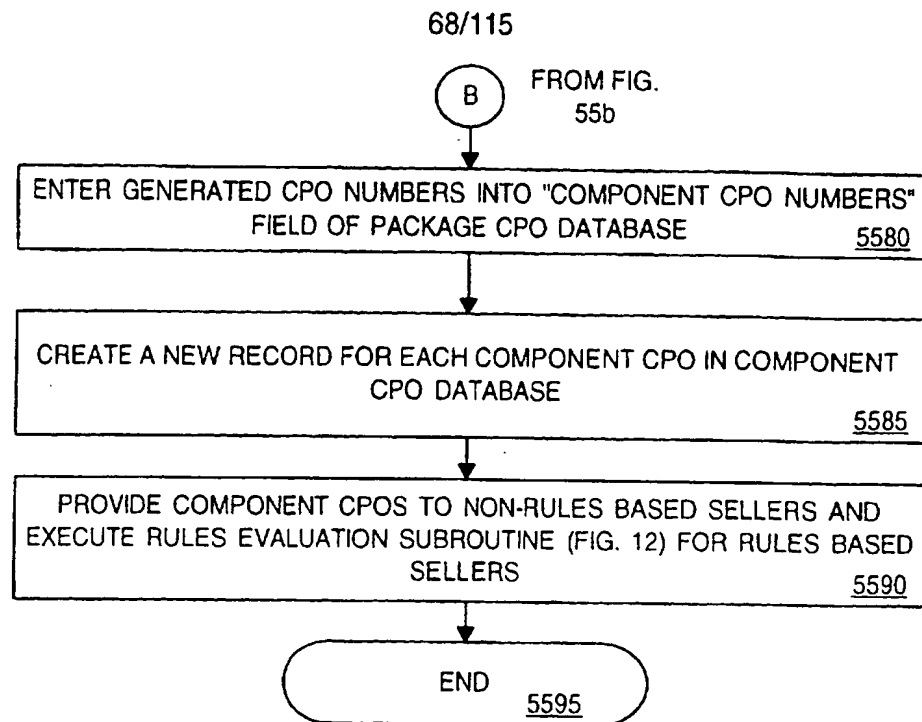 68/115
B
FROM FIG.
55b
ENTER GENERATED CPO NUMBERS INTO "COMPONENT CPO NUMBERS"
FIELD OF PACKAGE CPO DATABASE
5580
CREATE A NEW RECORD FOR EACH COMPONENT CPO IN COMPONENT
CPO DATABASE
5585
PROVIDE COMPONENT CPOS TO NON-RULES BASED SELLERS AND
EXECUTE RULES EVALUATION SUBROUTINE (FIG. 12) FOR RULES BASED
SELLERS
5590
END
5595